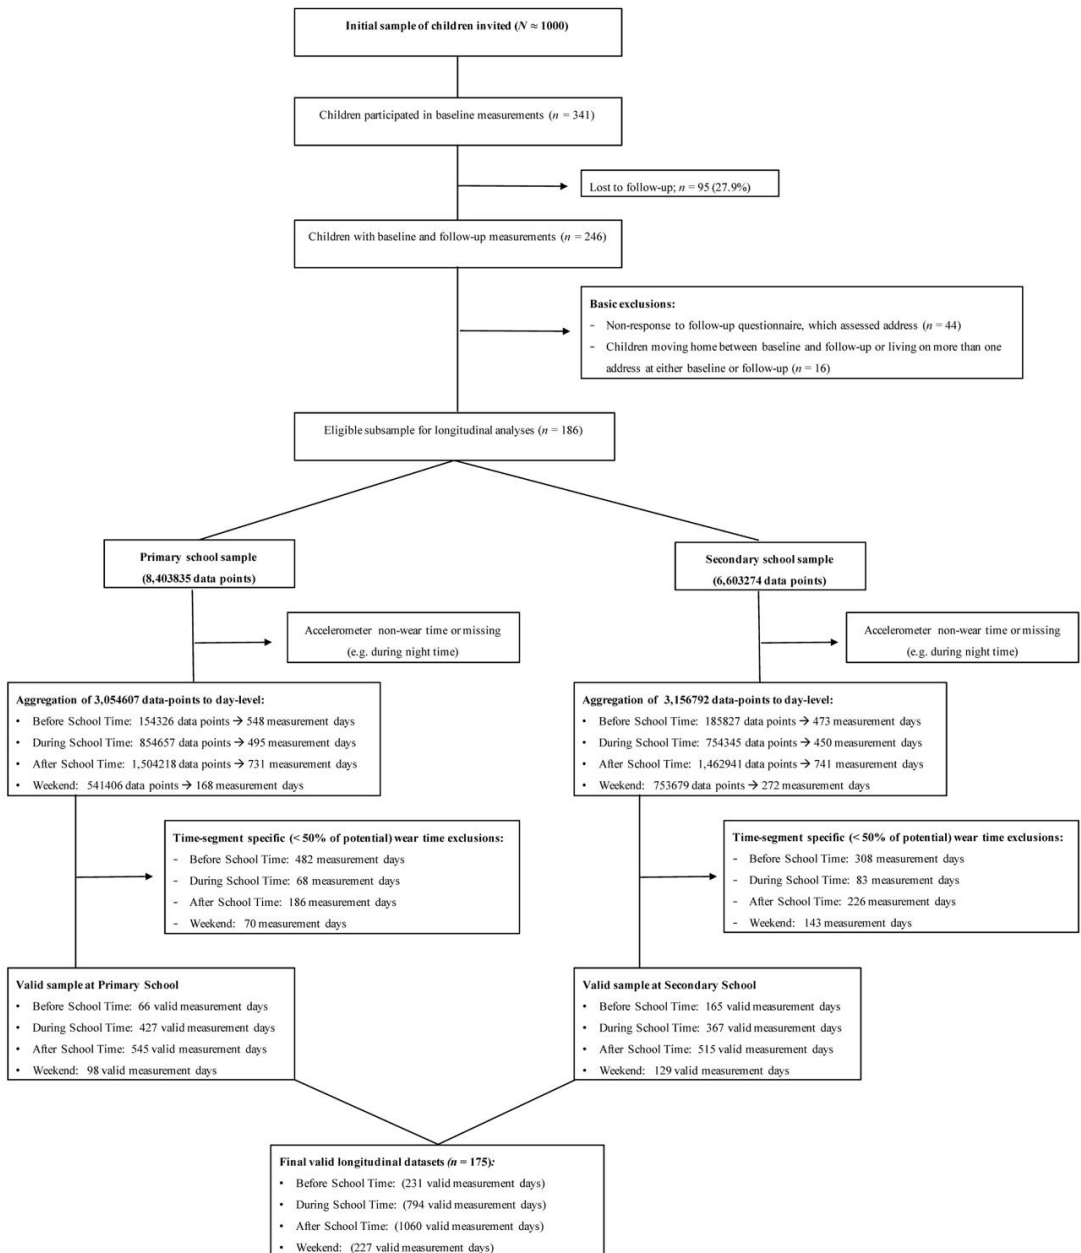 Initial sample of children invited (N ≈ 1000)
Children participated in baseline measurements (n = 341)
Lost to follow-up; n = 95 (27.9%)
Children with baseline and follow-up measurements (n = 246)
Basic exclusions:
- Non-response to follow-up questionnaire, which assessed address (n = 44)
- Children moving home between baseline and follow-up or living on more than one
address at either baseline or follow-up (n = 16)
Eligible subsample for longitudinal analyses (n = 186)
Primary school sample
(8,403835 data points)
Secondary school sample
(6,603274 data points)
Accelerometer non-wear time or missing
(e.g. during night time)
Accelerometer non-wear time or missing
(e.g. during night time)
Aggregation of 3,054607 data-points to day-level:
• Before School Time: 154326 data points → 548 measurement days
• During School Time: 854657 data points → 495 measurement days
• After School Time: 1,504218 data points → 731 measurement days
• Weekend: 541406 data points → 168 measurement days
Aggregation of 3,156792 data-points to day-level:
• Before School Time: 185827 data points → 473 measurement days
• During School Time: 754345 data points → 450 measurement days
• After School Time: 1,462941 data points → 741 measurement days
• Weekend: 753679 data points → 272 measurement days
Time-segment specific (< 50% of potential) wear time exclusions:
- Before School Time: 482 measurement days
- During School Time: 68 measurement days
- After School Time: 186 measurement days
- Weekend: 70 measurement days
Time-segment specific (< 50% of potential) wear time exclusions:
- Before School Time: 308 measurement days
- During School Time: 83 measurement days
- After School Time: 226 measurement days
- Weekend: 143 measurement days
Valid sample at Primary School
• Before School Time: 66 valid measurement days
• During School Time: 427 valid measurement days
• After School Time: 545 valid measurement days
• Weekend: 98 valid measurement days
Valid sample at Secondary School
• Before School Time: 165 valid measurement days
• During School Time: 367 valid measurement days
• After School Time: 515 valid measurement days
• Weekend: 129 valid measurement days
Final valid longitudinal datasets (n = 175):
• Before School Time: (231 valid measurement days)
• During School Time: (794 valid measurement days)
• After School Time: (1060 valid measurement days)
• Weekend: (227 valid measurement days)